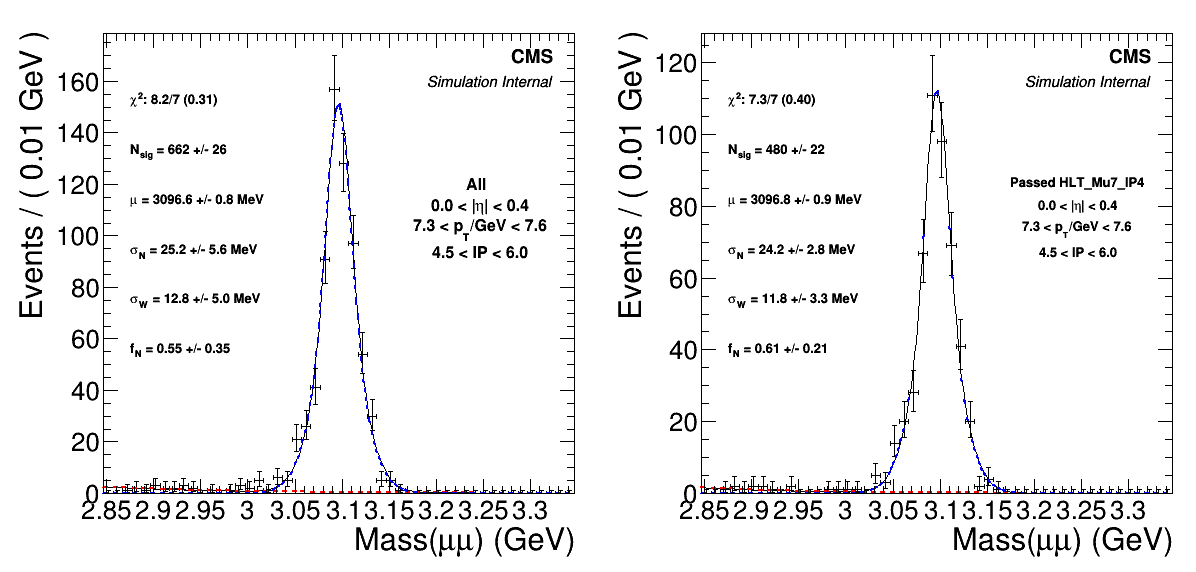 CMS
Simulation Internal
χ²: 8.2/7 (0.31)
N_sig = 662 +/- 26
μ = 3096.6 +/- 0.8 MeV
σ_N = 25.2 +/- 5.6 MeV
σ_W = 12.8 +/- 5.0 MeV
f_N = 0.55 +/- 0.35
All
0.0 < |η| < 0.4
7.3 < p_T/GeV < 7.6
4.5 < IP < 6.0
Events / ( 0.01 GeV )
160
140
120
100
80
60
40
20
0
2.85 2.9 2.95 3 3.05 3.1 3.15 3.2 3.25 3.3
Mass(μμ) (GeV)
CMS
Simulation Internal
χ²: 7.3/7 (0.40)
N_sig = 480 +/- 22
μ = 3096.8 +/- 0.9 MeV
σ_N = 24.2 +/- 2.8 MeV
σ_W = 11.8 +/- 3.3 MeV
f_N = 0.61 +/- 0.21
Passed HLT_Mu7_IP4
0.0 < |η| < 0.4
7.3 < p_T/GeV < 7.6
4.5 < IP < 6.0
Events / ( 0.01 GeV )
120
100
80
60
40
20
0
2.85 2.9 2.95 3 3.05 3.1 3.15 3.2 3.25 3.3
Mass(μμ) (GeV)